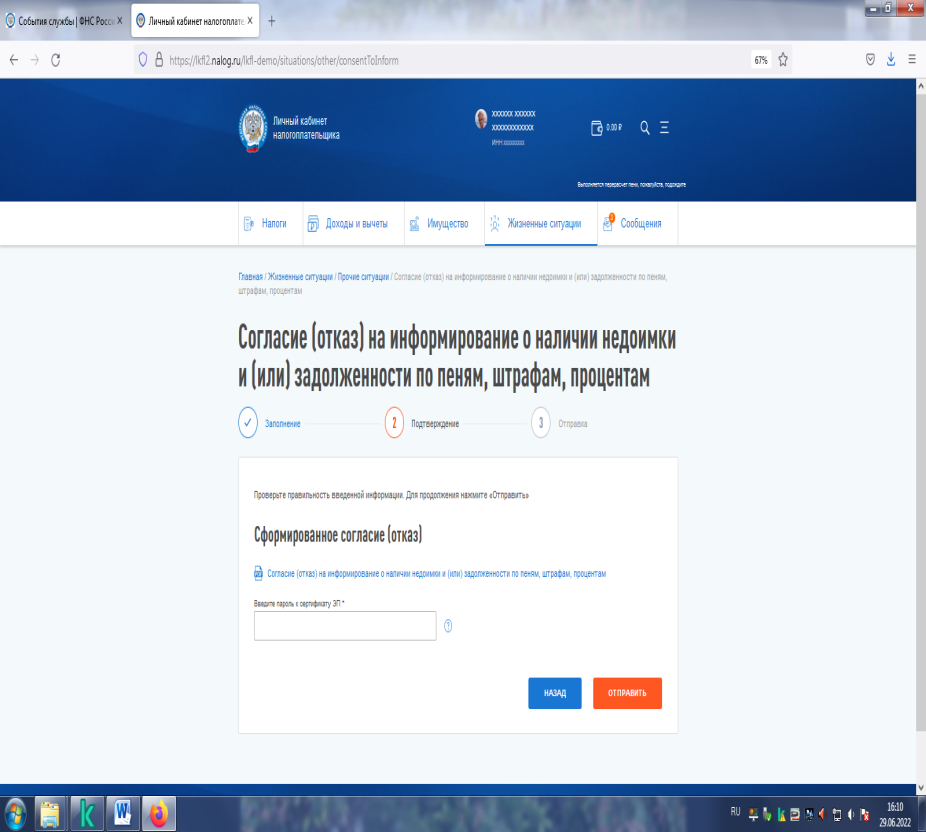 События службы | ФНС Росси
Личный кабинет налогоплате
https://lkfl2.nalog.ru/lkfl-demo/situations/other/consentToInform
67%
Личный кабинет
налогоплательщика
xxxxxx xxxxxx
xxxxxxxxxxxxx
ИНН:xxxxxxxxx
0.00 ₽
Выполняется перерасчет пени, пожалуйста, подождите
Налоги
Доходы и вычеты
Имущество
Жизненные ситуации
Сообщения
Главная / Жизненные ситуации / Прочие ситуации / Согласие (отказ) на информирование о наличии недоимки и (или) задолженности по пеням,
штрафам, процентам
Согласие (отказ) на информирование о наличии недоимки
и (или) задолженности по пеням, штрафам, процентам
Заполнение
2 Подтверждение
3 Отправка
Проверьте правильность введенной информации. Для продолжения нажмите «Отправить»
Сформированное согласие (отказ)
Согласие (отказ) на информирование о наличии недоимки и (или) задолженности по пеням, штрафам, процентам
Введите пароль к сертификату ЭП *
?
НАЗАД
ОТПРАВИТЬ
RU
16:10
29.06.2022